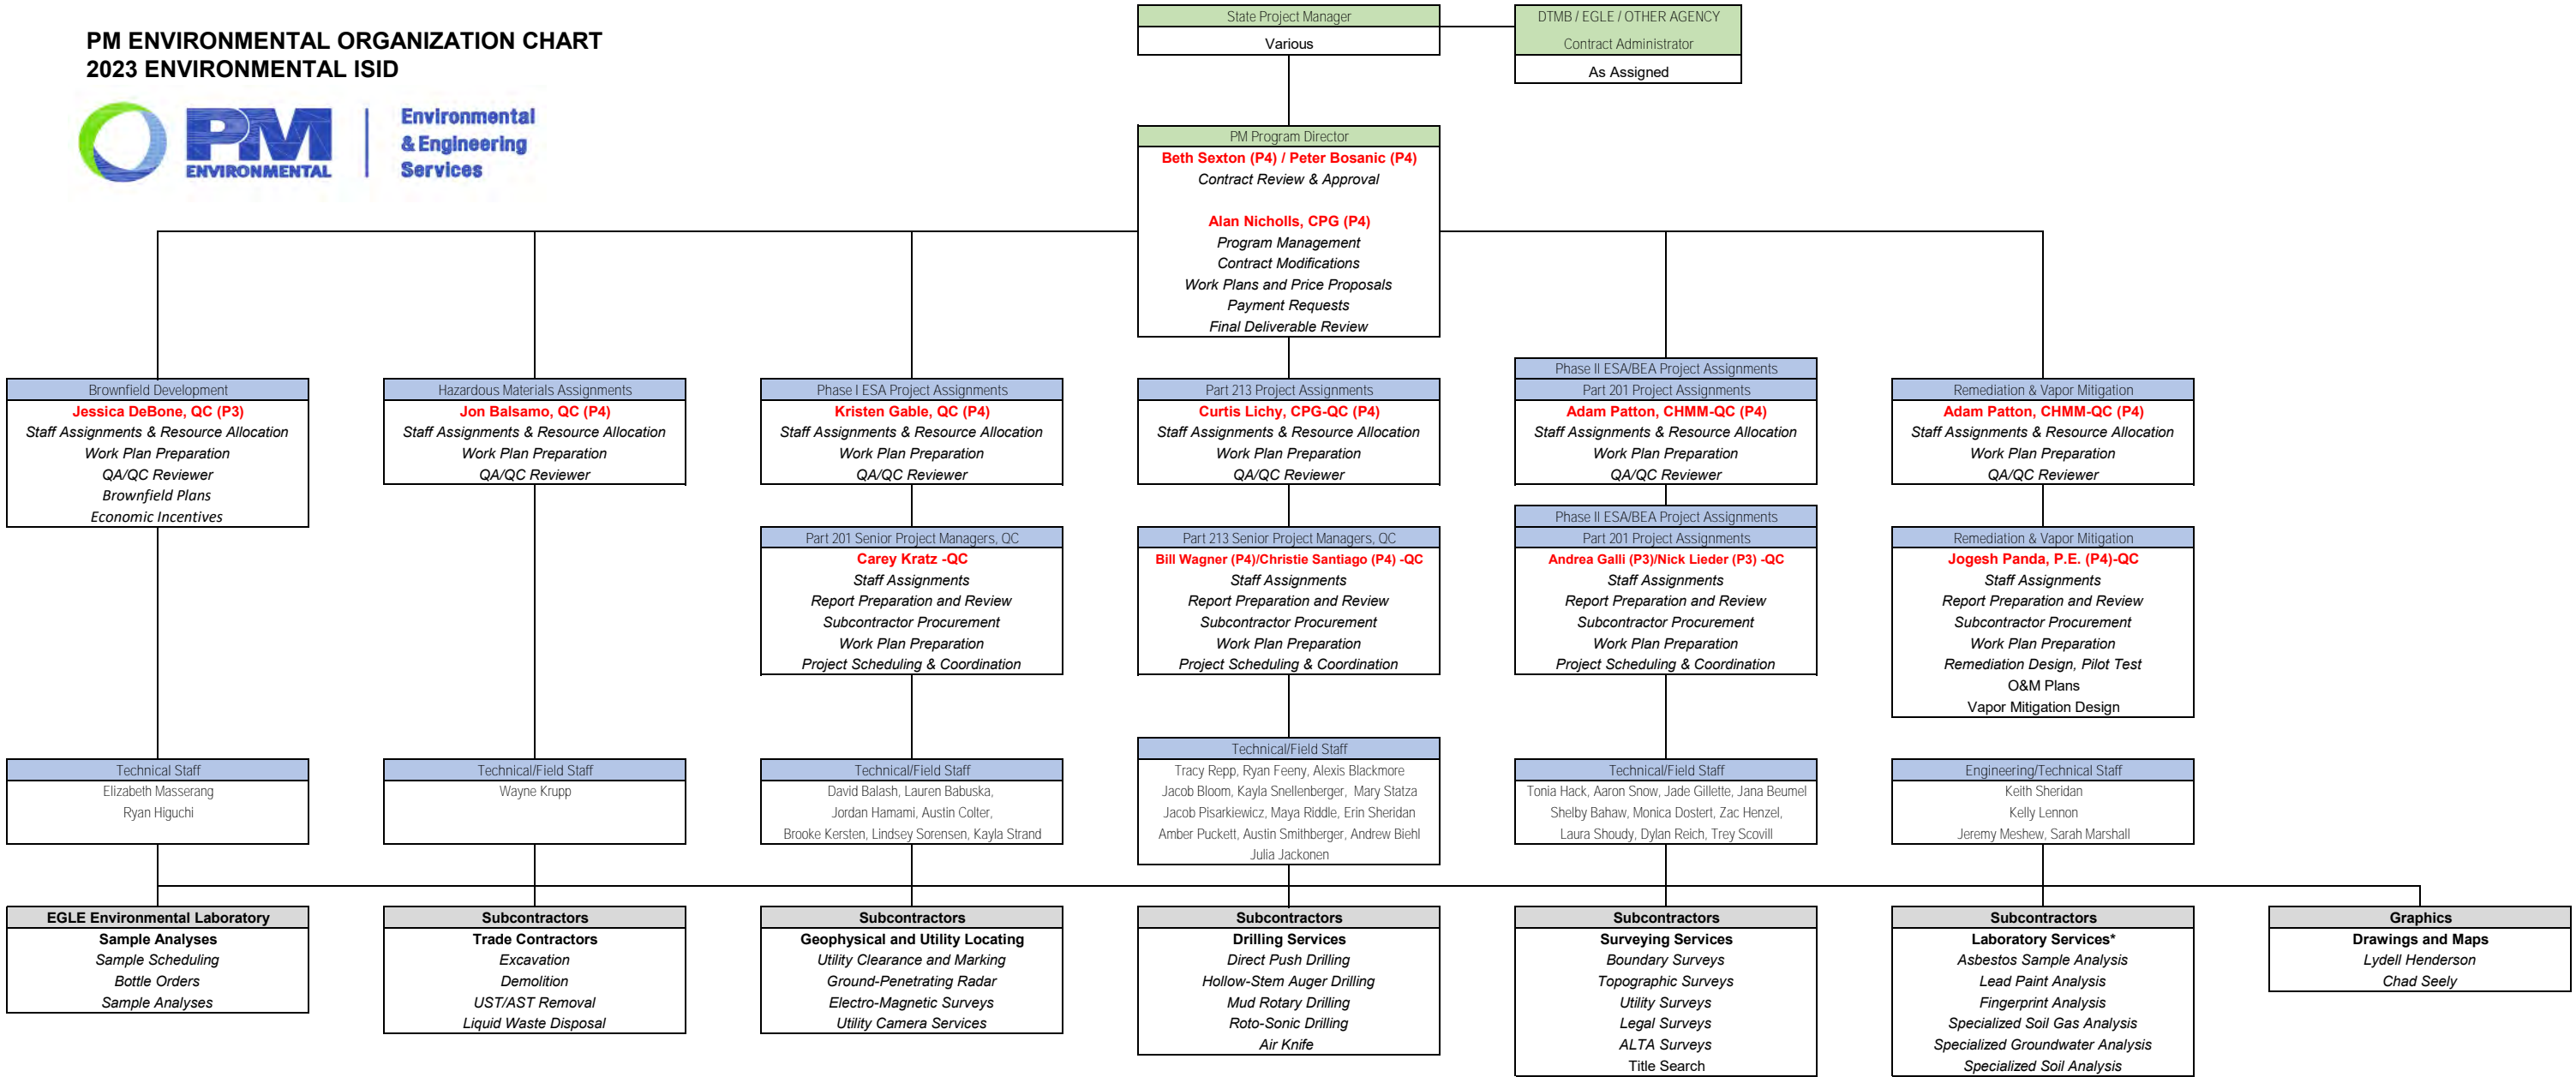 PM ENVIRONMENTAL ORGANIZATION CHART
2023 ENVIRONMENTAL ISID
PM
ENVIRONMENTAL
Environmental
& Engineering
Services
State Project Manager
Various
DTMB / EGLE / OTHER AGENCY
Contract Administrator
As Assigned
PM Program Director
Beth Sexton (P4) / Peter Bosanic (P4)
Contract Review & Approval
Alan Nicholls, CPG (P4)
Program Management
Contract Modifications
Work Plans and Price Proposals
Payment Requests
Final Deliverable Review
Brownfield Development
Jessica DeBone, QC (P3)
Staff Assignments & Resource Allocation
Work Plan Preparation
QA/QC Reviewer
Brownfield Plans
Economic Incentives
Hazardous Materials Assignments
Jon Balsamo, QC (P4)
Staff Assignments & Resource Allocation
Work Plan Preparation
QA/QC Reviewer
Phase I ESA Project Assignments
Kristen Gable, QC (P4)
Staff Assignments & Resource Allocation
Work Plan Preparation
QA/QC Reviewer
Part 213 Project Assignments
Curtis Lichy, CPG-QC (P4)
Staff Assignments & Resource Allocation
Work Plan Preparation
QA/QC Reviewer
Phase II ESA/BEA Project Assignments
Part 201 Project Assignments
Adam Patton, CHMM-QC (P4)
Staff Assignments & Resource Allocation
Work Plan Preparation
QA/QC Reviewer
Remediation & Vapor Mitigation
Adam Patton, CHMM-QC (P4)
Staff Assignments & Resource Allocation
Work Plan Preparation
QA/QC Reviewer
Part 201 Senior Project Managers, QC
Carey Kratz -QC
Staff Assignments
Report Preparation and Review
Subcontractor Procurement
Work Plan Preparation
Project Scheduling & Coordination
Part 213 Senior Project Managers, QC
Bill Wagner (P4)/Christie Santiago (P4) -QC
Staff Assignments
Report Preparation and Review
Subcontractor Procurement
Work Plan Preparation
Project Scheduling & Coordination
Phase II ESA/BEA Project Assignments
Part 201 Project Assignments
Andrea Galli (P3)/Nick Lieder (P3) -QC
Staff Assignments
Report Preparation and Review
Subcontractor Procurement
Work Plan Preparation
Project Scheduling & Coordination
Remediation & Vapor Mitigation
Jogesh Panda, P.E. (P4)-QC
Staff Assignments
Report Preparation and Review
Subcontractor Procurement
Work Plan Preparation
Remediation Design, Pilot Test
O&M Plans
Vapor Mitigation Design
Technical Staff
Elizabeth Masserang
Ryan Higuchi
Technical/Field Staff
Wayne Krupp
Technical/Field Staff
David Balash, Lauren Babuska,
Jordan Hamami, Austin Colter,
Brooke Kersten, Lindsey Sorensen, Kayla Strand
Technical/Field Staff
Tracy Repp, Ryan Feeny, Alexis Blackmore
Jacob Bloom, Kayla Snellenberger, Mary Statza
Jacob Pisarkiewicz, Maya Riddle, Erin Sheridan
Amber Puckett, Austin Smithberger, Andrew Biehl
Julia Jackonen
Technical/Field Staff
Tonia Hack, Aaron Snow, Jade Gillette, Jana Beumel
Shelby Bahaw, Monica Dostert, Zac Henzel,
Laura Shoudy, Dylan Reich, Trey Scovill
Engineering/Technical Staff
Keith Sheridan
Kelly Lennon
Jeremy Meshew, Sarah Marshall
EGLE Environmental Laboratory
Sample Analyses
Sample Scheduling
Bottle Orders
Sample Analyses
Subcontractors
Trade Contractors
Excavation
Demolition
UST/AST Removal
Liquid Waste Disposal
Subcontractors
Geophysical and Utility Locating
Utility Clearance and Marking
Ground-Penetrating Radar
Electro-Magnetic Surveys
Utility Camera Services
Subcontractors
Drilling Services
Direct Push Drilling
Hollow-Stem Auger Drilling
Mud Rotary Drilling
Roto-Sonic Drilling
Air Knife
Subcontractors
Surveying Services
Boundary Surveys
Topographic Surveys
Utility Surveys
Legal Surveys
ALTA Surveys
Title Search
Subcontractors
Laboratory Services*
Asbestos Sample Analysis
Lead Paint Analysis
Fingerprint Analysis
Specialized Soil Gas Analysis
Specialized Groundwater Analysis
Specialized Soil Analysis
Graphics
Drawings and Maps
Lydell Henderson
Chad Seely